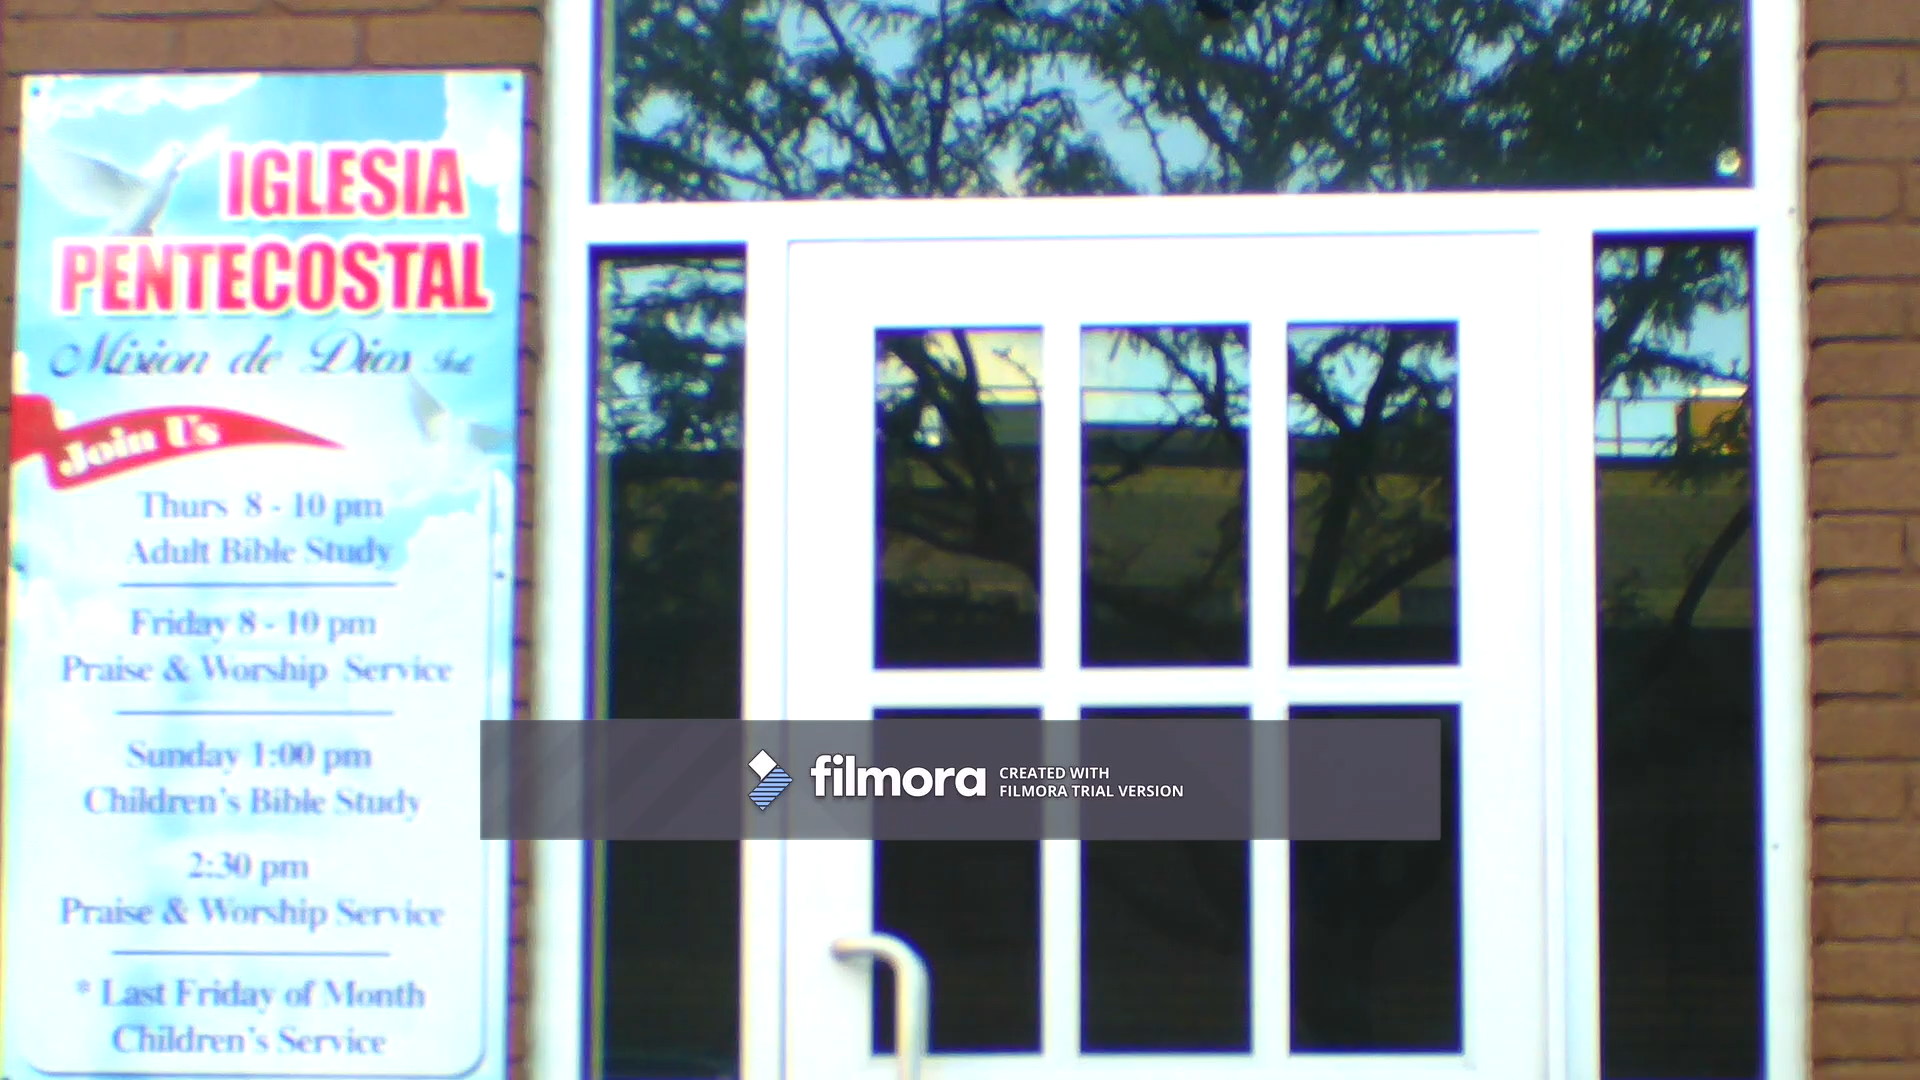 IGLESIA
PENTECOSTAL
Mision de Dios Int
Join Us
Thurs 8 - 10 pm
Adult Bible Study
Friday 8 - 10 pm
Praise & Worship Service
Sunday 1:00 pm
Children's Bible Study
2:30 pm
Praise & Worship Service
* Last Friday of Month
Children's Service
filmora
CREATED WITH
FILMORA TRIAL VERSION